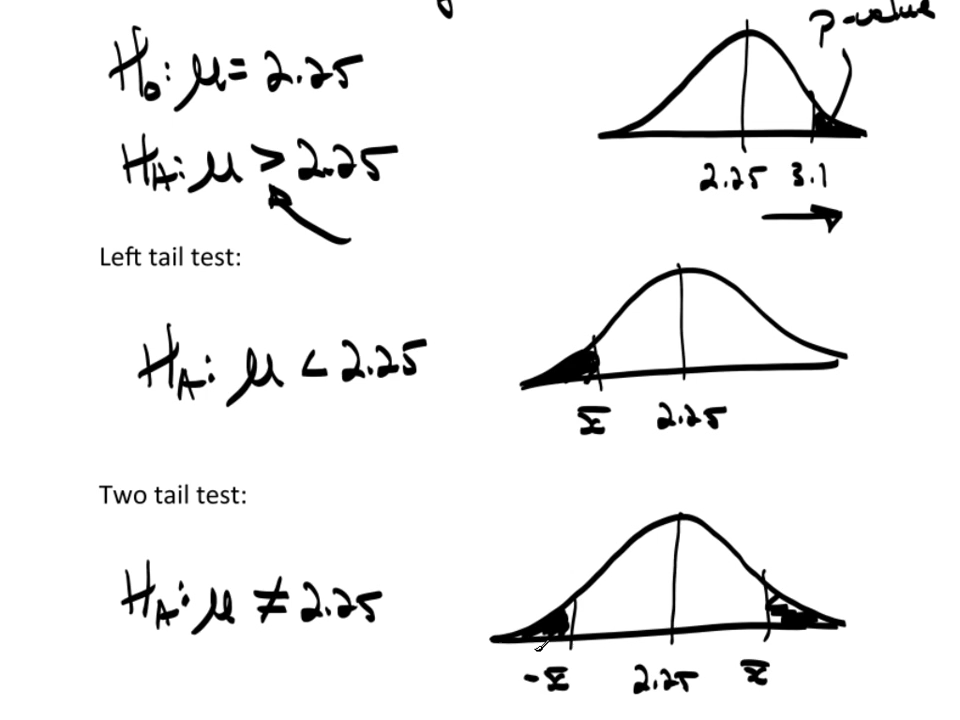 p-value
H₀: μ = 2.25
Hₐ: μ > 2.25
2.25 3.1
Left tail test:
Hₐ: μ < 2.25
x̄ 2.25
Two tail test:
Hₐ: μ ≠ 2.25
-x̄ 2.25 x̄